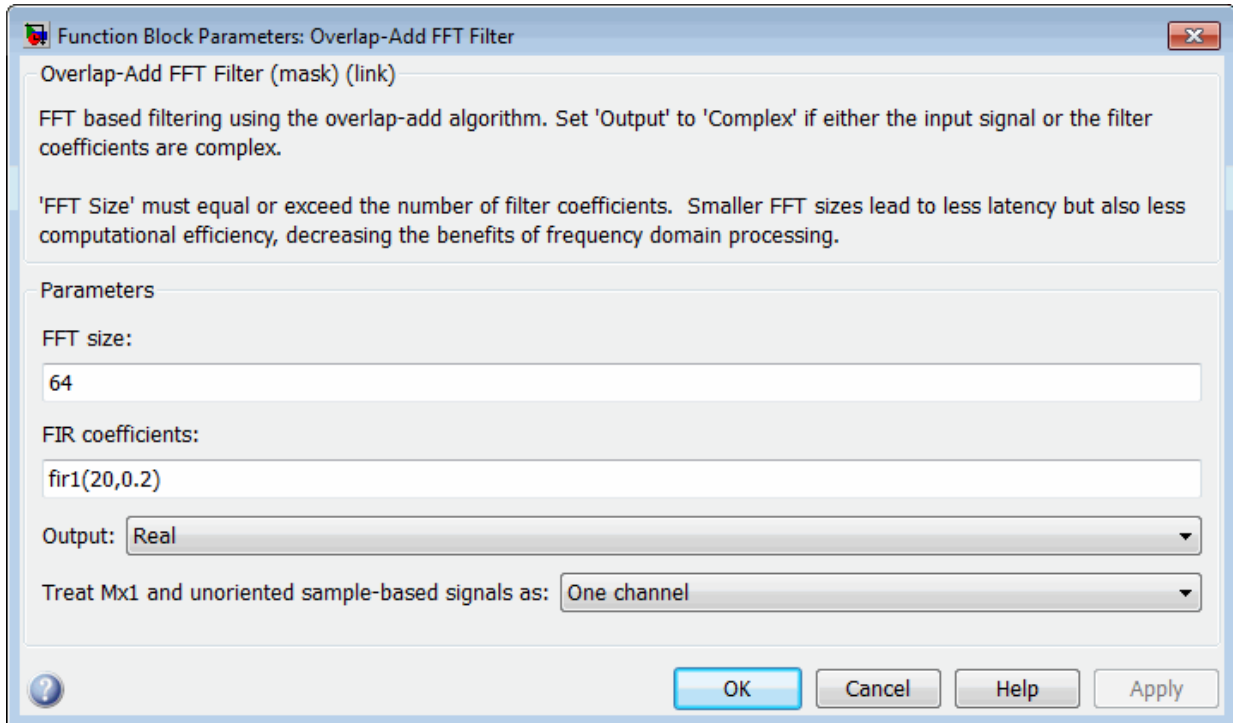 Function Block Parameters: Overlap-Add FFT Filter
Overlap-Add FFT Filter (mask) (link)
FFT based filtering using the overlap-add algorithm. Set 'Output' to 'Complex' if either the input signal or the filter
coefficients are complex.
'FFT Size' must equal or exceed the number of filter coefficients.  Smaller FFT sizes lead to less latency but also less
computational efficiency, decreasing the benefits of frequency domain processing.
Parameters
FFT size:
64
FIR coefficients:
fir1(20,0.2)
Output: Real
Treat Mx1 and unoriented sample-based signals as: One channel
OK Cancel Help Apply